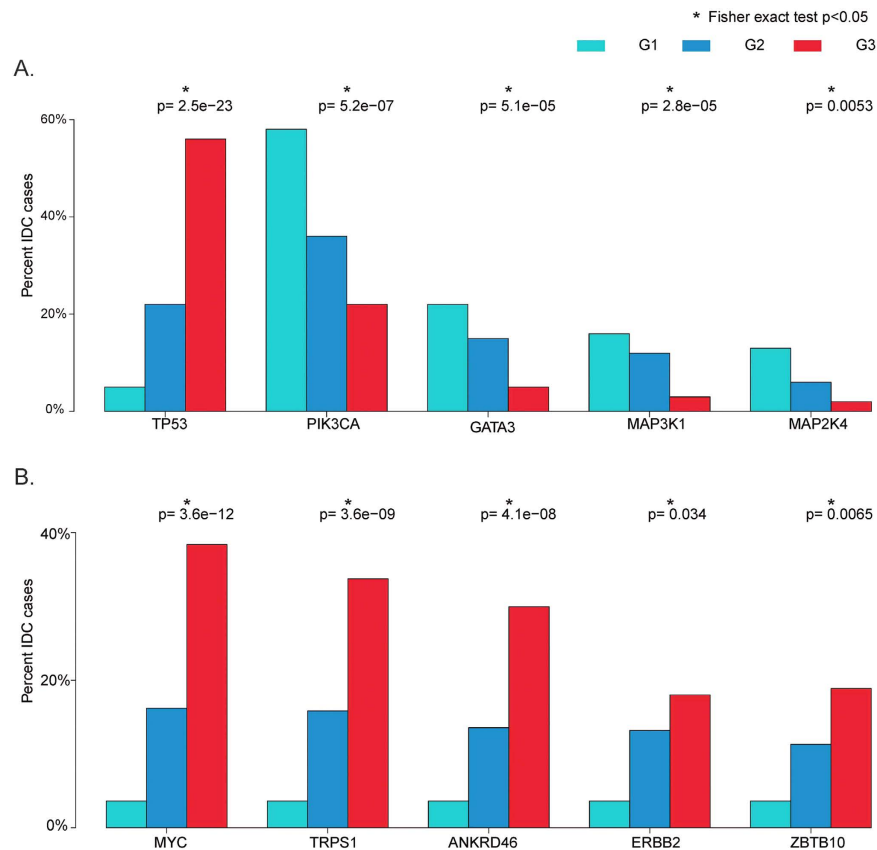 * Fisher exact test p<0.05
G1 G2 G3
A.
* * * * *
p= 2.5e−23 p= 5.2e−07 p= 5.1e−05 p= 2.8e−05 p= 0.0053
60%
40%
20%
0%
Percent IDC cases
TP53 PIK3CA GATA3 MAP3K1 MAP2K4
B.
* * * * *
p= 3.6e−12 p= 3.6e−09 p= 4.1e−08 p= 0.034 p= 0.0065
40%
20%
0%
Percent IDC cases
MYC TRPS1 ANKRD46 ERBB2 ZBTB10